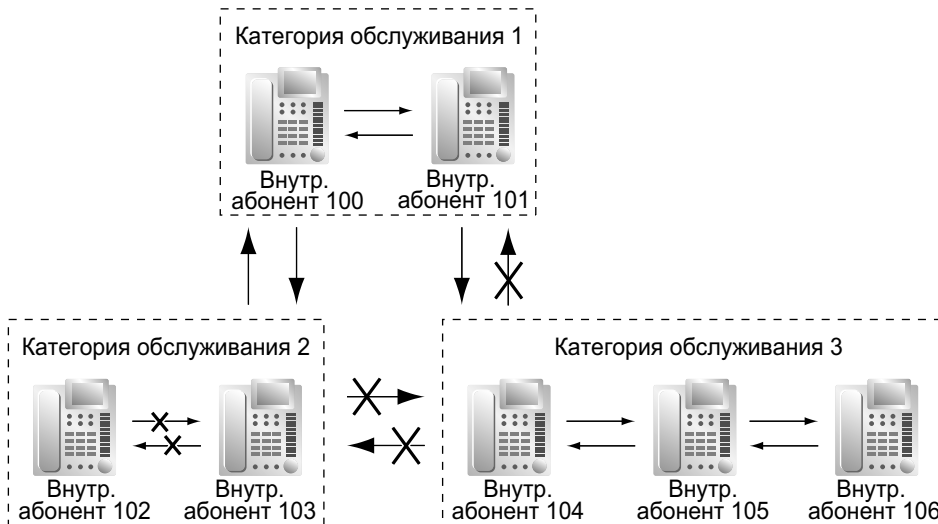 Категория обслуживания 1
Внутр.
абонент 100
Внутр.
абонент 101
Категория обслуживания 2
Внутр.
абонент 102
Внутр.
абонент 103
Категория обслуживания 3
Внутр.
абонент 104
Внутр.
абонент 105
Внутр.
абонент 106